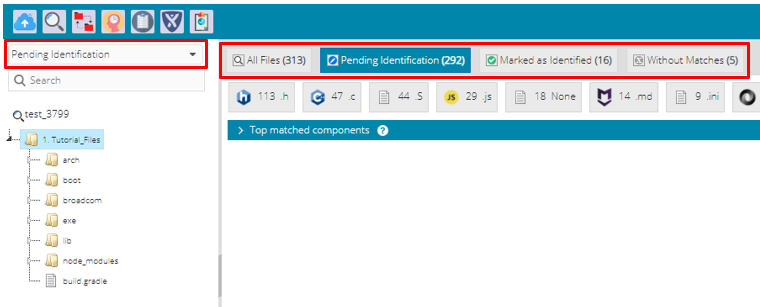 Pending Identification
All Files (313)
Pending Identification (292)
Marked as Identified (16)
Without Matches (5)
Search
113 .h
47 .c
44 .S
JS 29 .js
18 None
14 .md
9 .ini
Top matched components ?
test_3799
1. Tutorial_Files
arch
boot
broadcom
exe
lib
node_modules
build.gradle